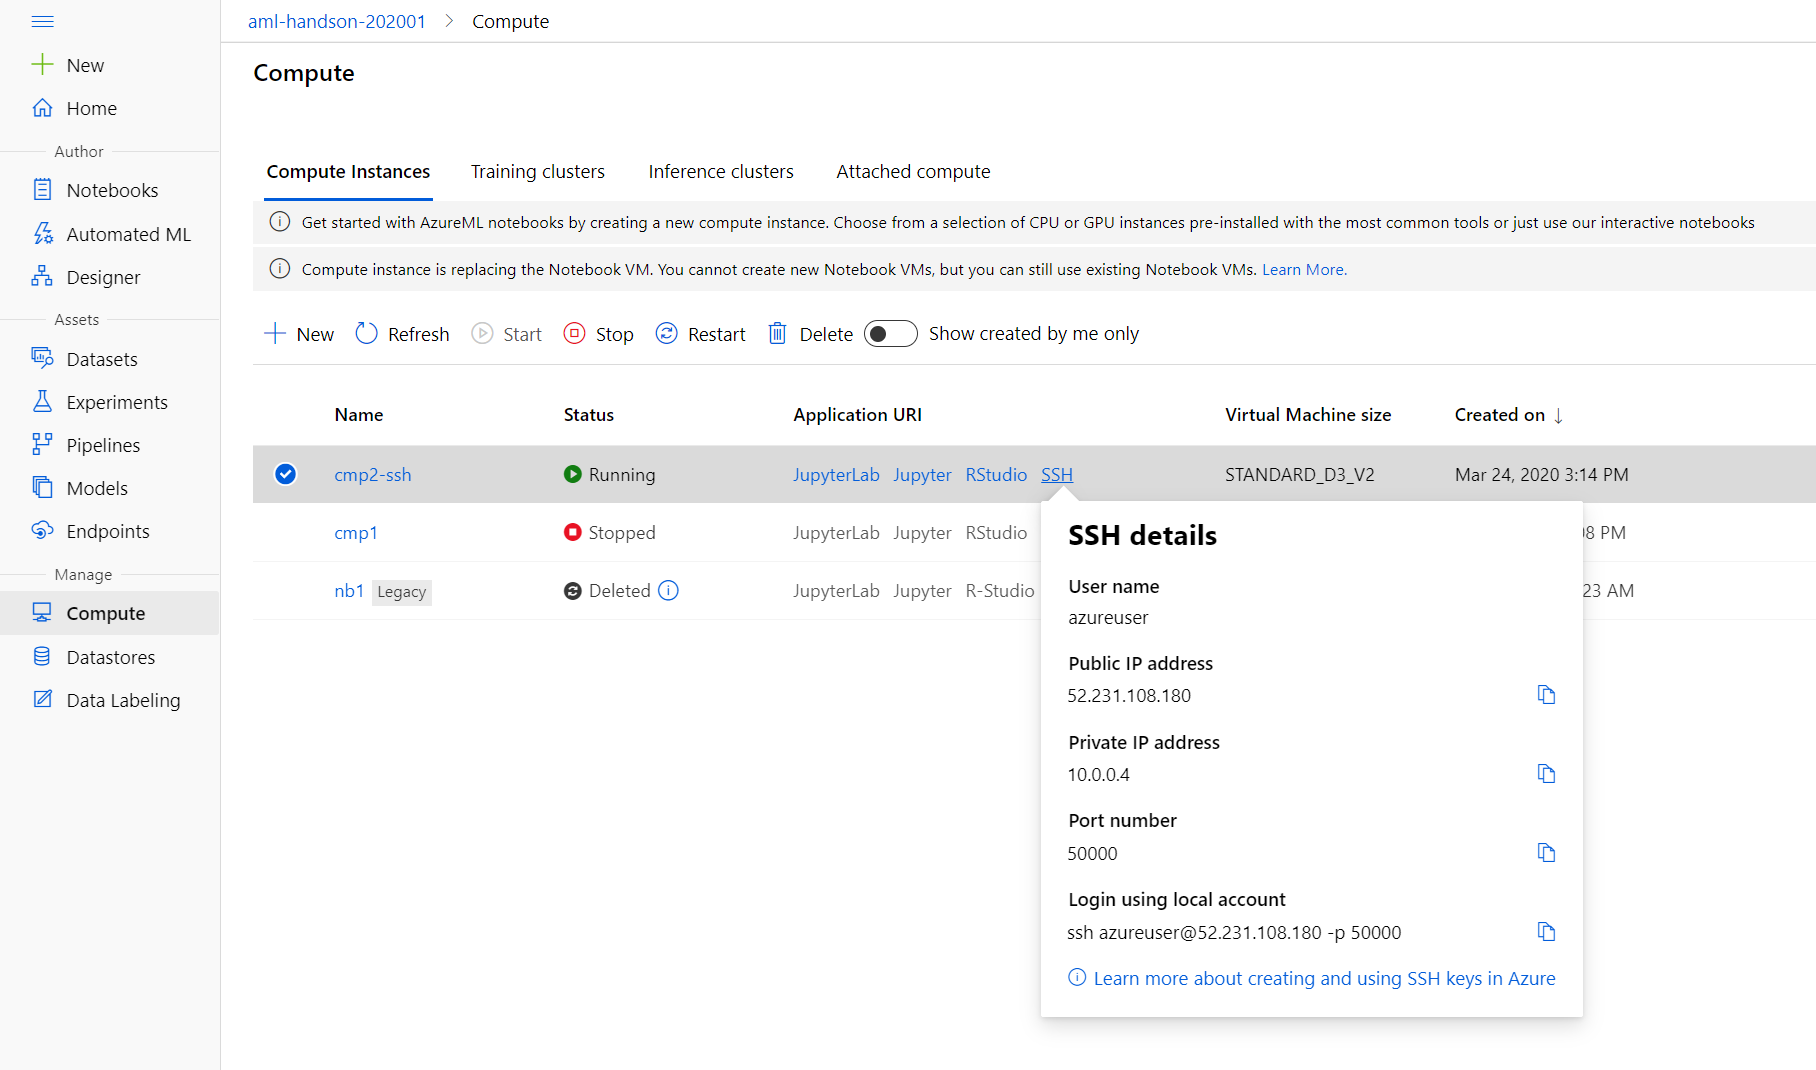 aml-handson-202001 > Compute
New
Home
Author
Notebooks
Automated ML
Designer
Assets
Datasets
Experiments
Pipelines
Models
Endpoints
Manage
Compute
Datastores
Data Labeling
Compute
Compute Instances Training clusters Inference clusters Attached compute
Get started with AzureML notebooks by creating a new compute instance. Choose from a selection of CPU or GPU instances pre-installed with the most common tools or just use our interactive notebooks
Compute instance is replacing the Notebook VM. You cannot create new Notebook VMs, but you can still use existing Notebook VMs. Learn More.
New Refresh Start Stop Restart Delete Show created by me only
Name Status Application URI Virtual Machine size Created on ↓
cmp2-ssh Running JupyterLab Jupyter RStudio SSH STANDARD_D3_V2 Mar 24, 2020 3:14 PM
cmp1 Stopped JupyterLab Jupyter RStudio 8 PM
nb1 Legacy Deleted JupyterLab Jupyter R-Studio 23 AM
SSH details
User name
azureuser
Public IP address
52.231.108.180
Private IP address
10.0.0.4
Port number
50000
Login using local account
ssh azureuser@52.231.108.180 -p 50000
Learn more about creating and using SSH keys in Azure